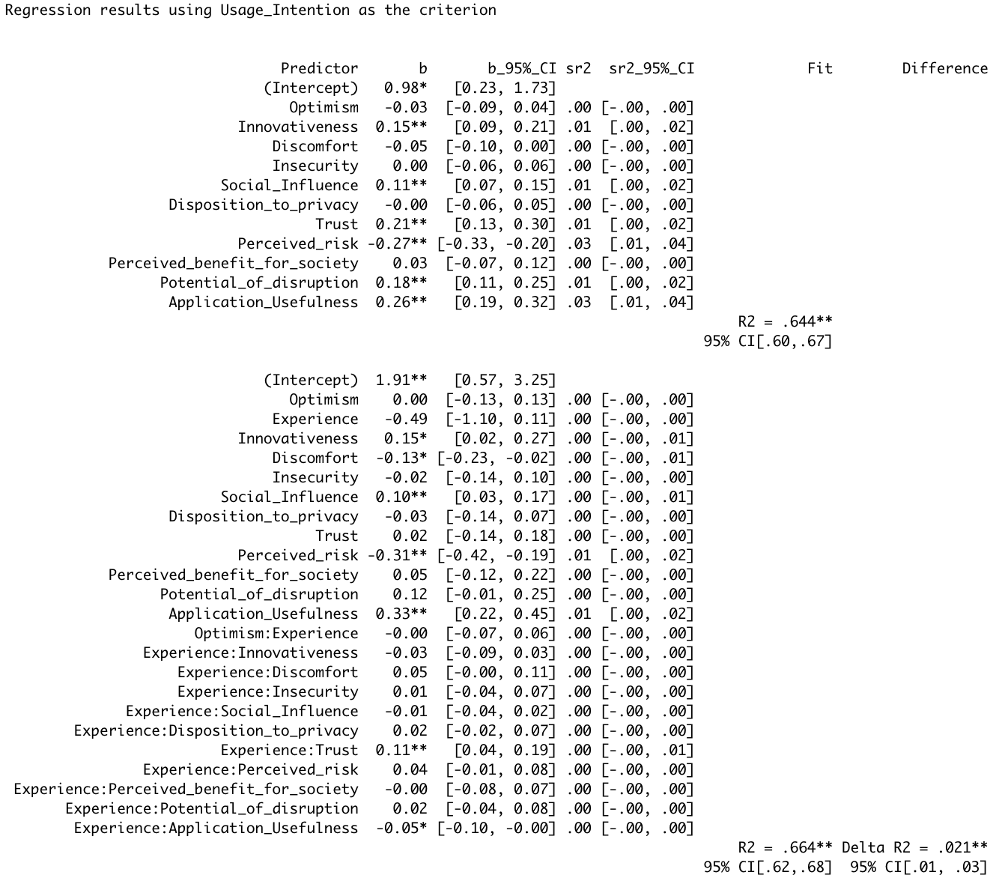 Regression results using Usage_Intention as the criterion
Predictor b b_95%_CI sr2 sr2_95%_CI Fit Difference
(Intercept) 0.98* [0.23, 1.73]
Optimism -0.03 [-0.09, 0.04] .00 [-.00, .00]
Innovativeness 0.15** [0.09, 0.21] .01 [.00, .02]
Discomfort -0.05 [-0.10, 0.00] .00 [-.00, .00]
Insecurity 0.00 [-0.06, 0.06] .00 [-.00, .00]
Social_Influence 0.11** [0.07, 0.15] .01 [.00, .02]
Disposition_to_privacy -0.00 [-0.06, 0.05] .00 [-.00, .00]
Trust 0.21** [0.13, 0.30] .01 [.00, .02]
Perceived_risk -0.27** [-0.33, -0.20] .03 [.01, .04]
Perceived_benefit_for_society 0.03 [-0.07, 0.12] .00 [-.00, .00]
Potential_of_disruption 0.18** [0.11, 0.25] .01 [.00, .02]
Application_Usefulness 0.26** [0.19, 0.32] .03 [.01, .04]
R2 = .644**
95% CI[.60,.67]
(Intercept) 1.91** [0.57, 3.25]
Optimism 0.00 [-0.13, 0.13] .00 [-.00, .00]
Experience -0.49 [-1.10, 0.11] .00 [-.00, .00]
Innovativeness 0.15* [0.02, 0.27] .00 [-.00, .01]
Discomfort -0.13* [-0.23, -0.02] .00 [-.00, .01]
Insecurity -0.02 [-0.14, 0.10] .00 [-.00, .00]
Social_Influence 0.10** [0.03, 0.17] .00 [-.00, .01]
Disposition_to_privacy -0.03 [-0.14, 0.07] .00 [-.00, .00]
Trust 0.02 [-0.14, 0.18] .00 [-.00, .00]
Perceived_risk -0.31** [-0.42, -0.19] .01 [.00, .02]
Perceived_benefit_for_society 0.05 [-0.12, 0.22] .00 [-.00, .00]
Potential_of_disruption 0.12 [-0.01, 0.25] .00 [-.00, .00]
Application_Usefulness 0.33** [0.22, 0.45] .01 [.00, .02]
Optimism:Experience -0.00 [-0.07, 0.06] .00 [-.00, .00]
Experience:Innovativeness -0.03 [-0.09, 0.03] .00 [-.00, .00]
Experience:Discomfort 0.05 [-0.00, 0.11] .00 [-.00, .00]
Experience:Insecurity 0.01 [-0.04, 0.07] .00 [-.00, .00]
Experience:Social_Influence -0.01 [-0.04, 0.02] .00 [-.00, .00]
Experience:Disposition_to_privacy 0.02 [-0.02, 0.07] .00 [-.00, .00]
Experience:Trust 0.11** [0.04, 0.19] .00 [-.00, .01]
Experience:Perceived_risk 0.04 [-0.01, 0.08] .00 [-.00, .00]
Experience:Perceived_benefit_for_society -0.00 [-0.08, 0.07] .00 [-.00, .00]
Experience:Potential_of_disruption 0.02 [-0.04, 0.08] .00 [-.00, .00]
Experience:Application_Usefulness -0.05* [-0.10, -0.00] .00 [-.00, .00]
R2 = .664** Delta R2 = .021**
95% CI[.62,.68] 95% CI[.01, .03]